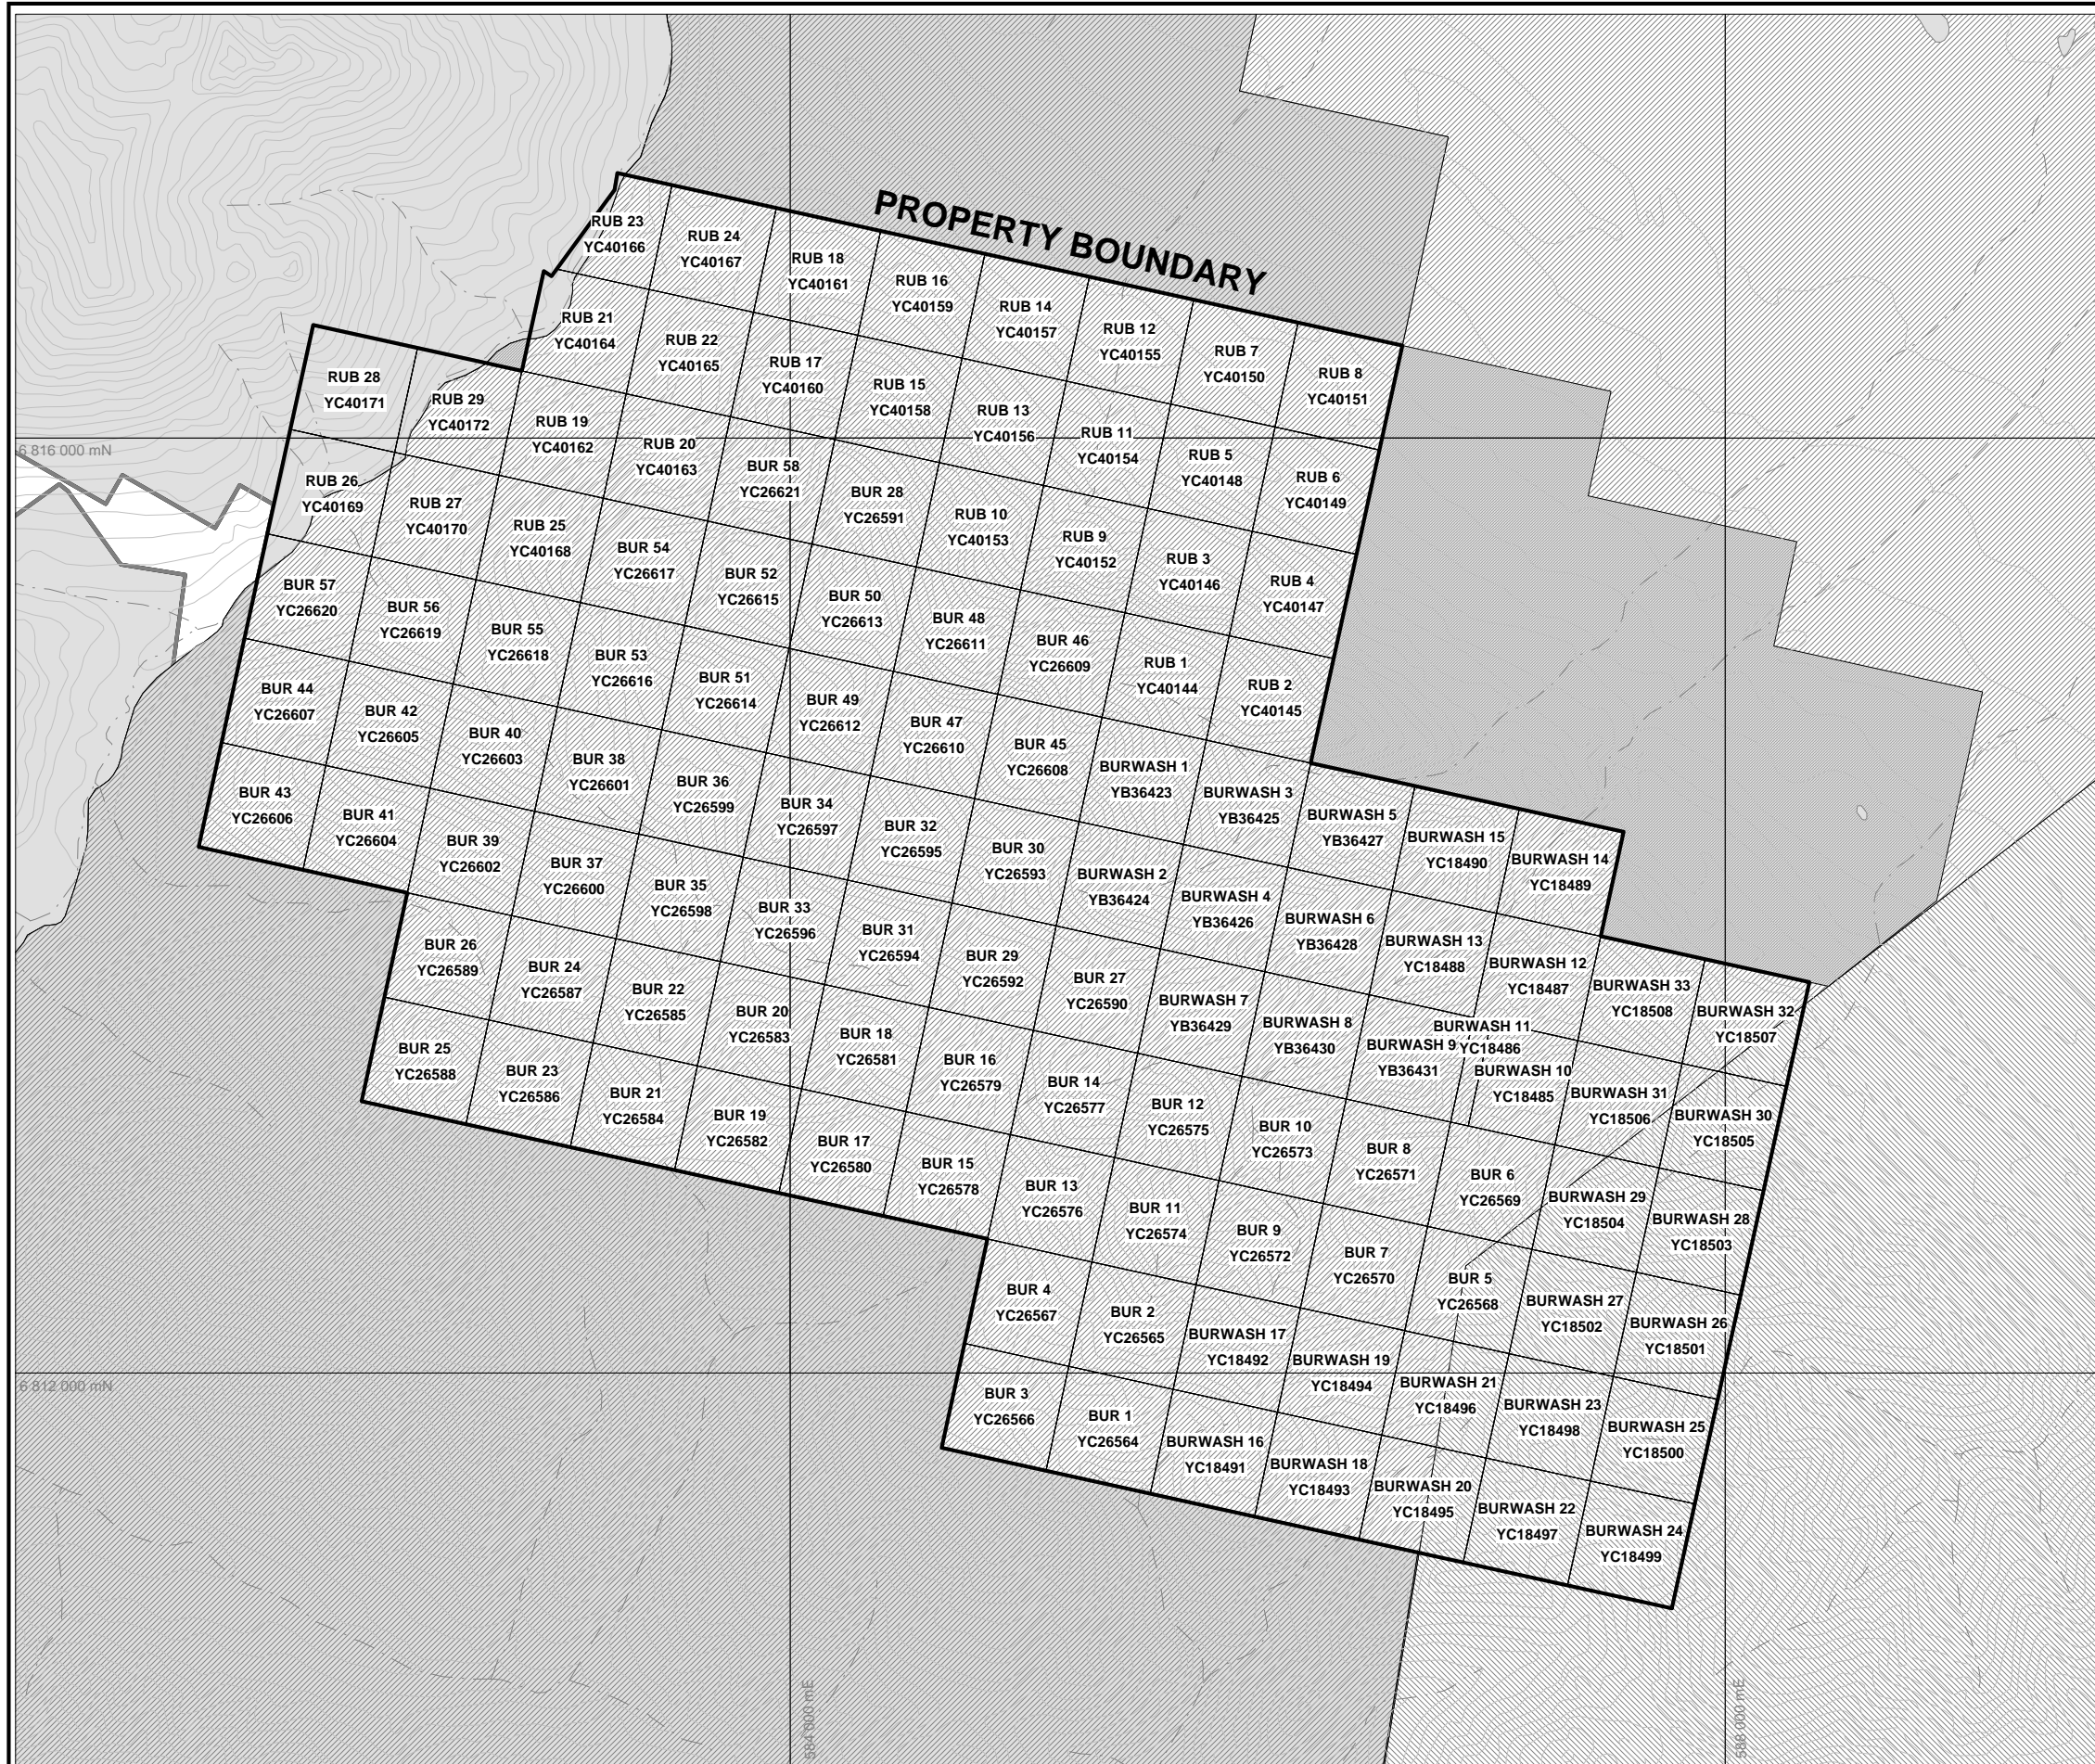 PROPERTY BOUNDARY
RUB 23
YC40166
RUB 24
YC40167
RUB 18
YC40161
RUB 16
YC40159
RUB 14
YC40157
RUB 12
YC40155
RUB 7
YC40150
RUB 8
YC40151
RUB 21
YC40164
RUB 22
YC40165
RUB 17
YC40160
RUB 15
YC40158
RUB 13
YC40156
RUB 11
YC40154
RUB 5
YC40148
RUB 6
YC40149
RUB 28
YC40171
RUB 29
YC40172
RUB 19
YC40162
RUB 20
YC40163
BUR 58
YC26621
BUR 28
YC26591
RUB 10
YC40153
RUB 9
YC40152
RUB 3
YC40146
RUB 4
YC40147
6 816 000 mN
RUB 26
YC40169
RUB 27
YC40170
RUB 25
YC40168
BUR 54
YC26617
BUR 52
YC26615
BUR 50
YC26613
BUR 48
YC26611
BUR 46
YC26609
RUB 1
YC40144
RUB 2
YC40145
BUR 57
YC26620
BUR 56
YC26619
BUR 55
YC26618
BUR 53
YC26616
BUR 51
YC26614
BUR 49
YC26612
BUR 47
YC26610
BUR 45
YC26608
BURWASH 1
YB36423
BURWASH 3
YB36425
BURWASH 5
YB36427
BURWASH 15
YC18490
BURWASH 14
YC18489
BUR 44
YC26607
BUR 42
YC26605
BUR 40
YC26603
BUR 38
YC26601
BUR 36
YC26599
BUR 34
YC26597
BUR 32
YC26595
BUR 30
YC26593
BURWASH 2
YB36424
BURWASH 4
YB36426
BURWASH 6
YB36428
BURWASH 13
YC18488
BURWASH 12
YC18487
BURWASH 33
YC18508
BURWASH 32
YC18507
BUR 43
YC26606
BUR 41
YC26604
BUR 39
YC26602
BUR 37
YC26600
BUR 35
YC26598
BUR 33
YC26596
BUR 31
YC26594
BUR 29
YC26592
BUR 27
YC26590
BURWASH 7
YB36429
BURWASH 8
YB36430
BURWASH 9
YB36431
BURWASH 11
YC18486
BURWASH 10
YC18485
BURWASH 31
YC18506
BURWASH 30
YC18505
BUR 26
YC26589
BUR 24
YC26587
BUR 22
YC26585
BUR 20
YC26583
BUR 18
YC26581
BUR 16
YC26579
BUR 14
YC26577
BUR 12
YC26575
BUR 10
YC26573
BUR 8
YC26571
BUR 6
YC26569
BURWASH 29
YC18504
BURWASH 28
YC18503
BUR 25
YC26588
BUR 23
YC26586
BUR 21
YC26584
BUR 19
YC26582
BUR 17
YC26580
BUR 15
YC26578
BUR 13
YC26576
BUR 11
YC26574
BUR 9
YC26572
BUR 7
YC26570
BUR 5
YC26568
BURWASH 27
YC18502
BURWASH 26
YC18501
BUR 4
YC26567
BUR 2
YC26565
BURWASH 17
YC18492
BURWASH 19
YC18494
BURWASH 21
YC18496
BURWASH 23
YC18498
BURWASH 25
YC18500
6 812 000 mN
BUR 3
YC26566
BUR 1
YC26564
BURWASH 16
YC18491
BURWASH 18
YC18493
BURWASH 20
YC18495
BURWASH 22
YC18497
BURWASH 24
YC18499
584 000 mE
588 000 mE